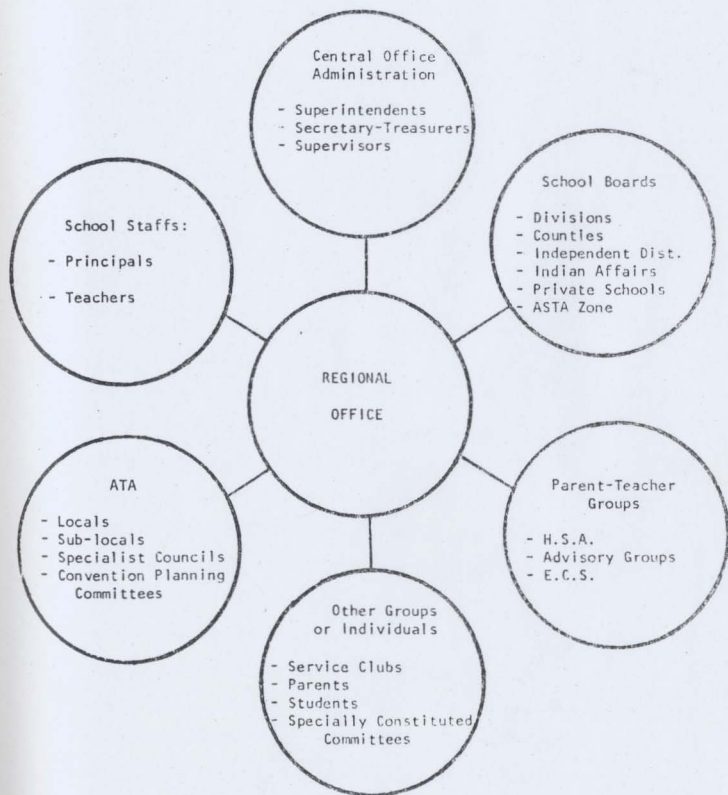 Central Office
Administration
- Superintendents
- Secretary-Treasurers
- Supervisors
School Boards
- Divisions
- Counties
- Independent Dist.
- Indian Affairs
- Private Schools
- ASTA Zone
School Staffs:
- Principals
- Teachers
REGIONAL
OFFICE
ATA
- Locals
- Sub-locals
- Specialist Councils
- Convention Planning
Committees
Parent-Teacher
Groups
- H.S.A.
- Advisory Groups
- E.C.S.
Other Groups
or Individuals
- Service Clubs
- Parents
- Students
- Specially Constituted
Committees